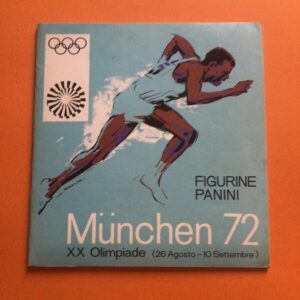 FIGURINE
PANINI
München 72
XX Olimpiade (26 Agosto-10 Settembre)